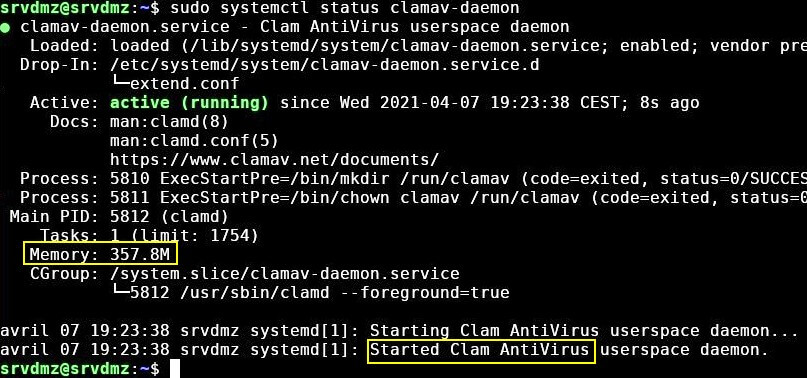 srvdmz@srvdmz:~$ sudo systemctl status clamav-daemon
● clamav-daemon.service - Clam AntiVirus userspace daemon
Loaded: loaded (/lib/systemd/system/clamav-daemon.service; enabled; vendor pre
Drop-In: /etc/systemd/system/clamav-daemon.service.d
└─extend.conf
Active: active (running) since Wed 2021-04-07 19:23:38 CEST; 8s ago
Docs: man:clamd(8)
man:clamd.conf(5)
https://www.clamav.net/documents/
Process: 5810 ExecStartPre=/bin/mkdir /run/clamav (code=exited, status=0/SUCCES
Process: 5811 ExecStartPre=/bin/chown clamav /run/clamav (code=exited, status=0
Main PID: 5812 (clamd)
Tasks: 1 (limit: 1754)
Memory: 357.8M
CGroup: /system.slice/clamav-daemon.service
└─5812 /usr/sbin/clamd --foreground=true
avril 07 19:23:38 srvdmz systemd[1]: Starting Clam AntiVirus userspace daemon...
avril 07 19:23:38 srvdmz systemd[1]: Started Clam AntiVirus userspace daemon.
srvdmz@srvdmz:~$